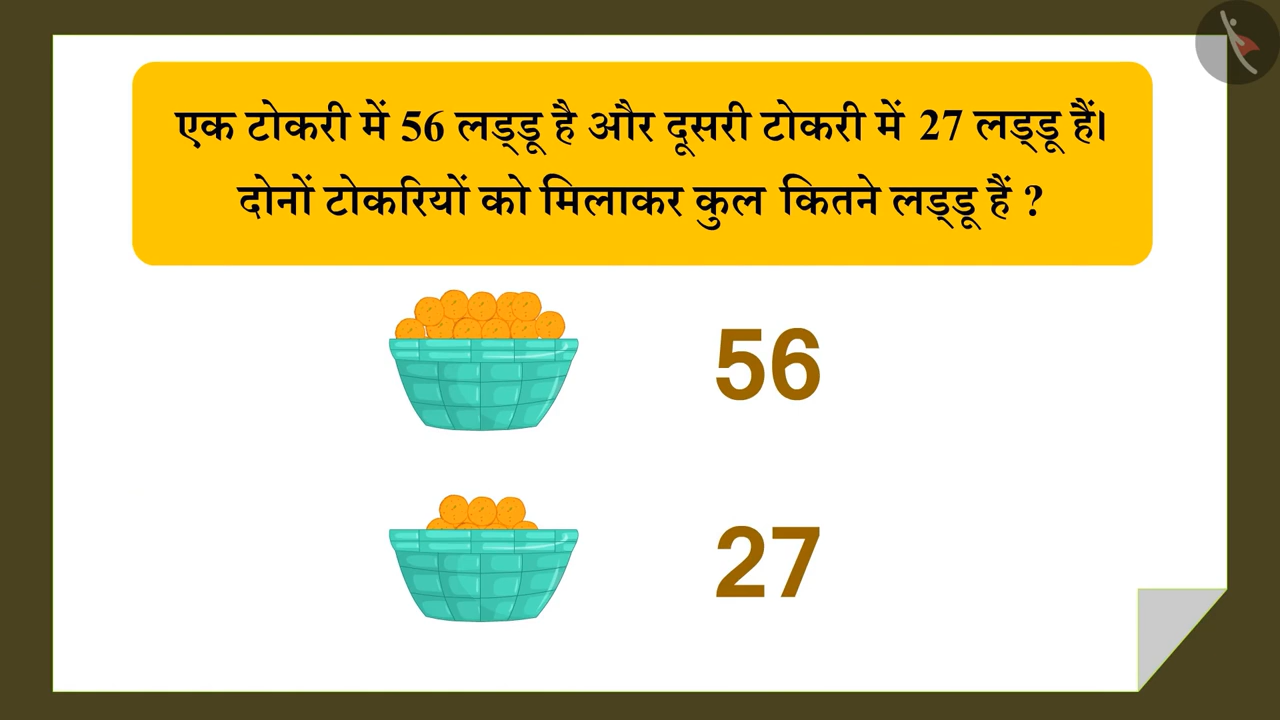 एक टोकरी में 56 लड्डू है और दूसरी टोकरी में 27 लड्डू हैं।
दोनों टोकरियों को मिलाकर कुल कितने लड्डू हैं ?
56
27